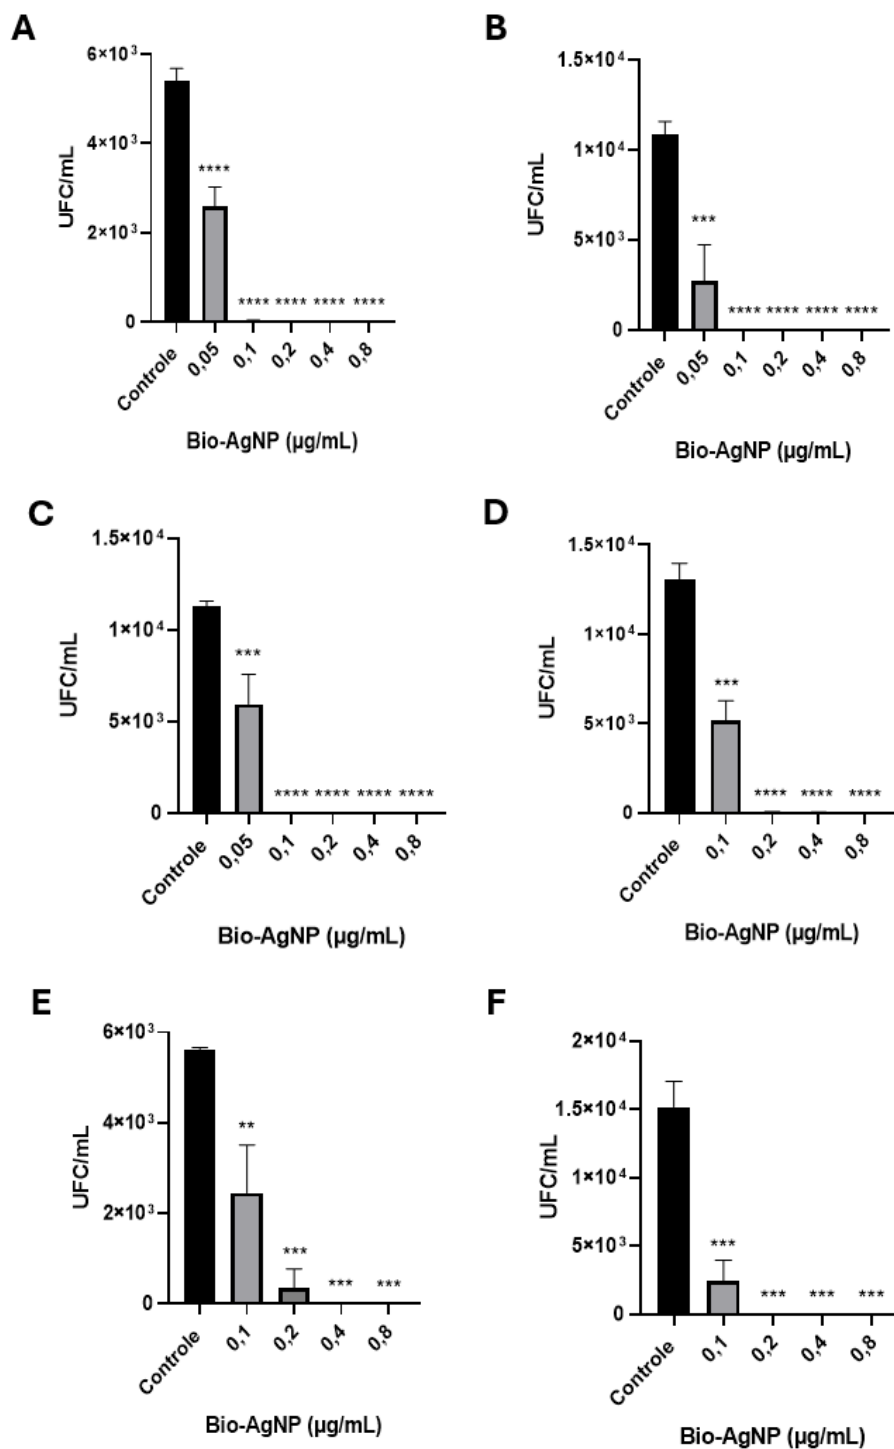 A
UFC/mL
6×10³
4×10³
2×10³
0
****
**** **** **** ****
Controle 0,05 0,1 0,2 0,4 0,8
Bio-AgNP (µg/mL)
B
UFC/mL
1.5×10⁴
1×10⁴
5×10³
0
***
**** **** **** ****
Controle 0,05 0,1 0,2 0,4 0,8
Bio-AgNP (µg/mL)
C
UFC/mL
1.5×10⁴
1×10⁴
5×10³
0
***
**** **** **** ****
Controle 0,05 0,1 0,2 0,4 0,8
Bio-AgNP (µg/mL)
D
UFC/mL
1.5×10⁴
1×10⁴
5×10³
0
***
**** **** ****
Controle 0,1 0,2 0,4 0,8
Bio-AgNP (µg/mL)
E
UFC/mL
6×10³
4×10³
2×10³
0
**
***
*** ***
Controle 0,1 0,2 0,4 0,8
Bio-AgNP (µg/mL)
F
UFC/mL
2×10⁴
1.5×10⁴
1×10⁴
5×10³
0
***
*** *** ***
Controle 0,1 0,2 0,4 0,8
Bio-AgNP (µg/mL)